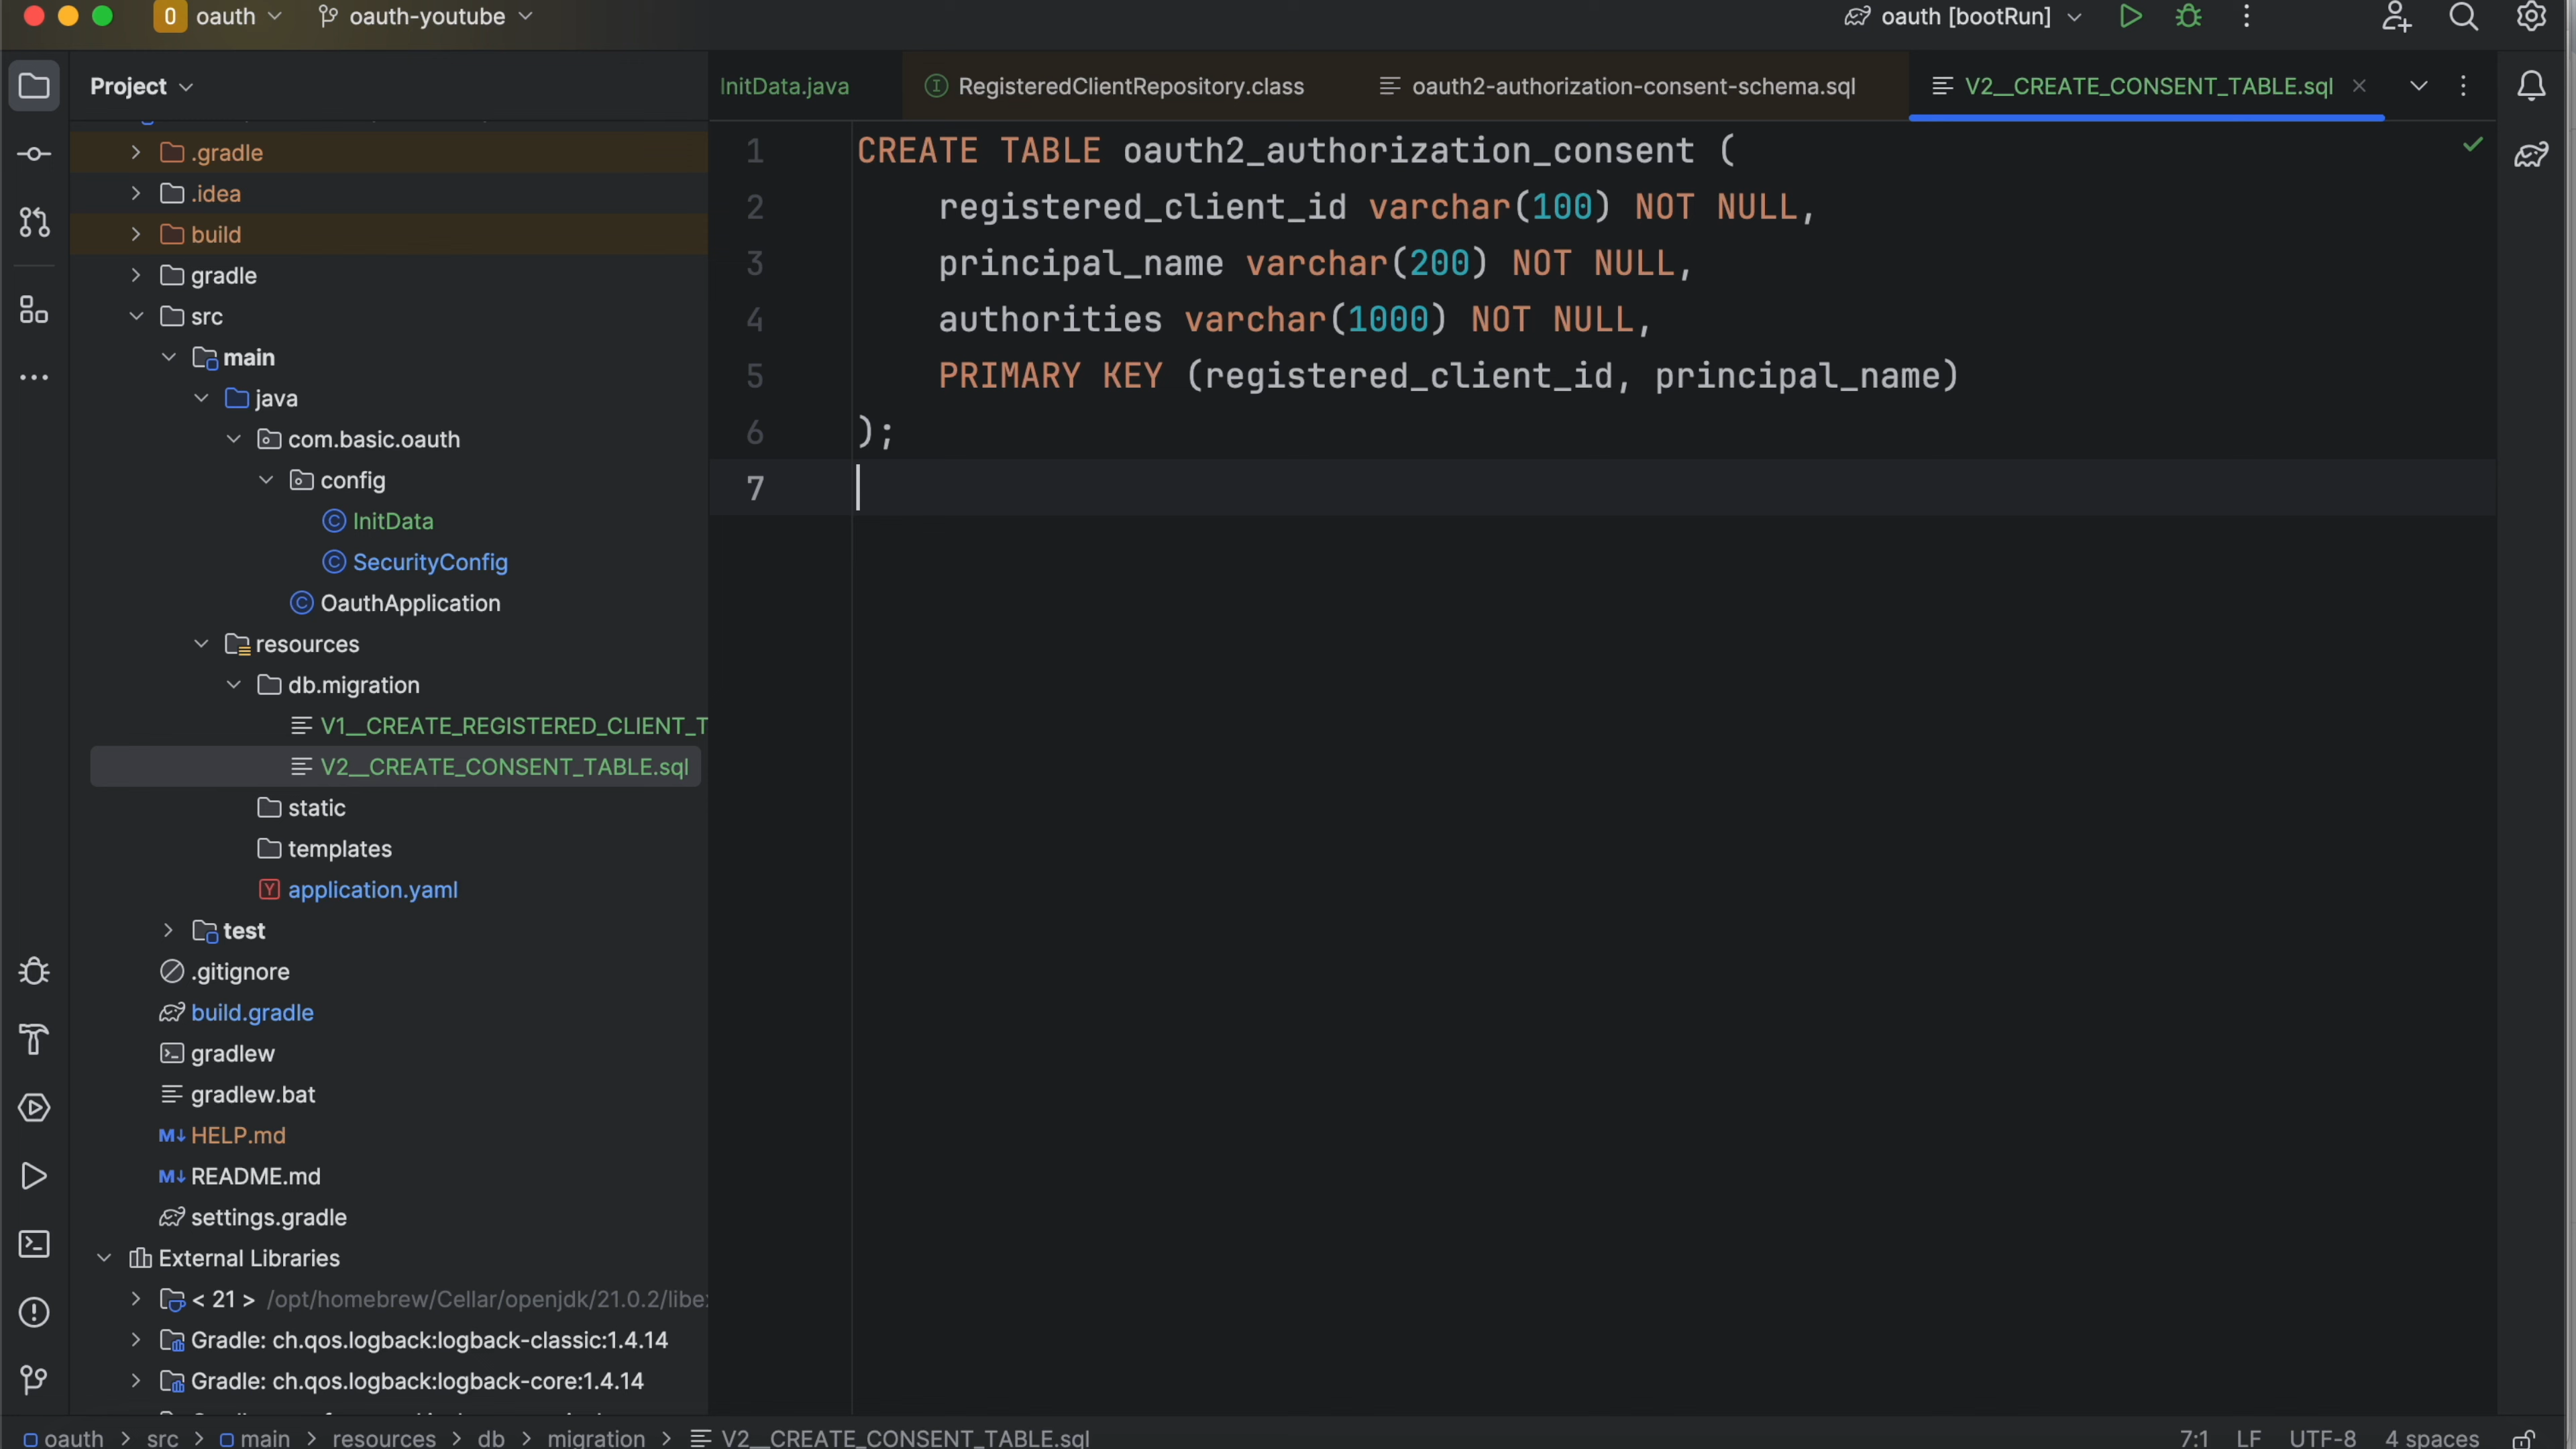 O oauth oauth-youtube oauth [bootRun]
Project
InitData.java RegisteredClientRepository.class oauth2-authorization-consent-schema.sql V2__CREATE_CONSENT_TABLE.sql
.gradle
.idea
build
gradle
src
main
java
com.basic.oauth
config
InitData
SecurityConfig
OauthApplication
resources
db.migration
V1__CREATE_REGISTERED_CLIENT_T
V2__CREATE_CONSENT_TABLE.sql
static
templates
application.yaml
test
.gitignore
build.gradle
gradlew
gradlew.bat
M↓ HELP.md
M↓ README.md
settings.gradle
External Libraries
< 21 > /opt/homebrew/Cellar/openjdk/21.0.2/libe
Gradle: ch.qos.logback:logback-classic:1.4.14
Gradle: ch.qos.logback:logback-core:1.4.14
1 CREATE TABLE oauth2_authorization_consent (
2 registered_client_id varchar(100) NOT NULL,
3 principal_name varchar(200) NOT NULL,
4 authorities varchar(1000) NOT NULL,
5 PRIMARY KEY (registered_client_id, principal_name)
6 );
7
oauth > src > main > resources > db > migration > V2__CREATE_CONSENT_TABLE.sql 7:1 LF UTF-8 4 spaces